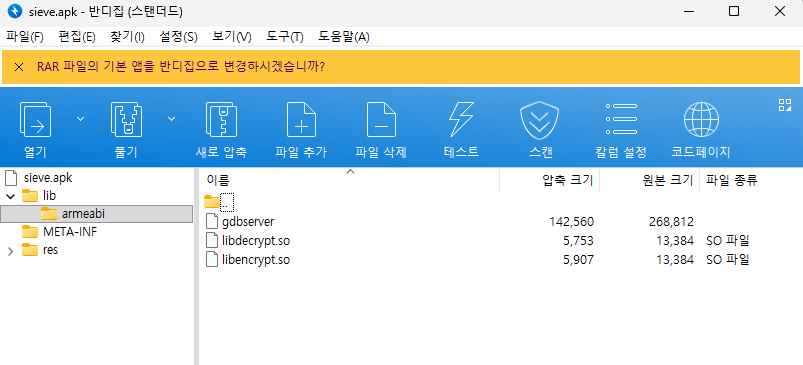 sieve.apk - 반디집 (스탠더드)
파일(F) 편집(E) 찾기(I) 설정(S) 보기(V) 도구(T) 도움말(A)
RAR 파일의 기본 앱을 반디집으로 변경하시겠습니까?
열기 풀기 새로 압축 파일 추가 파일 삭제 테스트 스캔 칼럼 설정 코드페이지
sieve.apk
lib
armeabi
META-INF
res
이름 압축 크기 원본 크기 파일 종류
..
gdbserver 142,560 268,812
libdecrypt.so 5,753 13,384 SO 파일
libencrypt.so 5,907 13,384 SO 파일